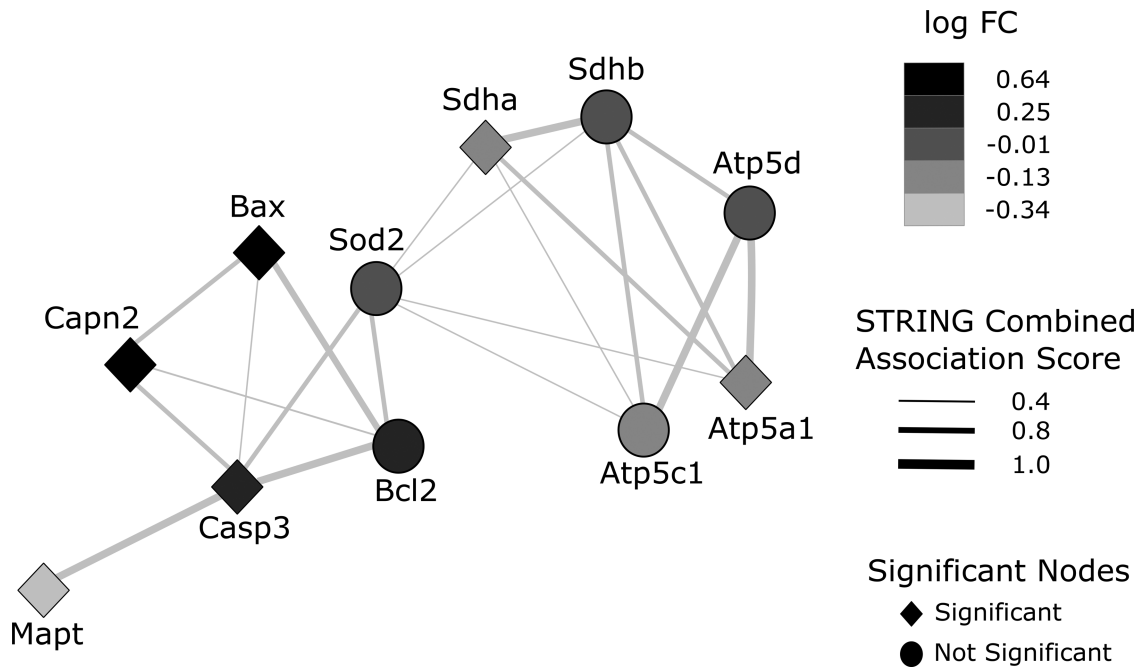 Sdhb
Sdha
Atp5d
Bax
Sod2
Capn2
Atp5a1
Atp5c1
Bcl2
Casp3
Mapt
log FC
0.64
0.25
-0.01
-0.13
-0.34
STRING Combined
Association Score
0.4
0.8
1.0
Significant Nodes
Significant
Not Significant